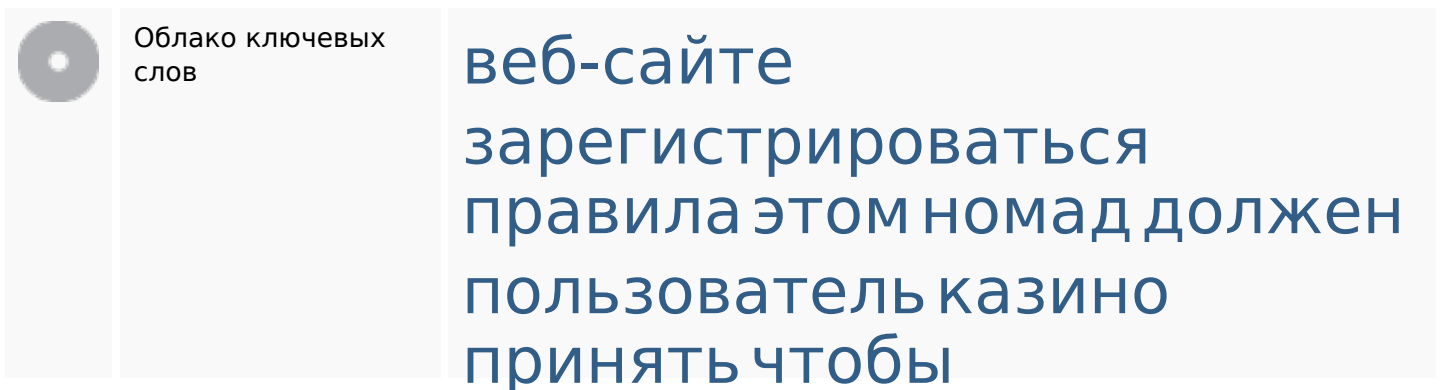 Облако ключевых
слов
веб-сайте
зарегистрироваться
правила этом номад должен
пользователь казино
принять чтобы